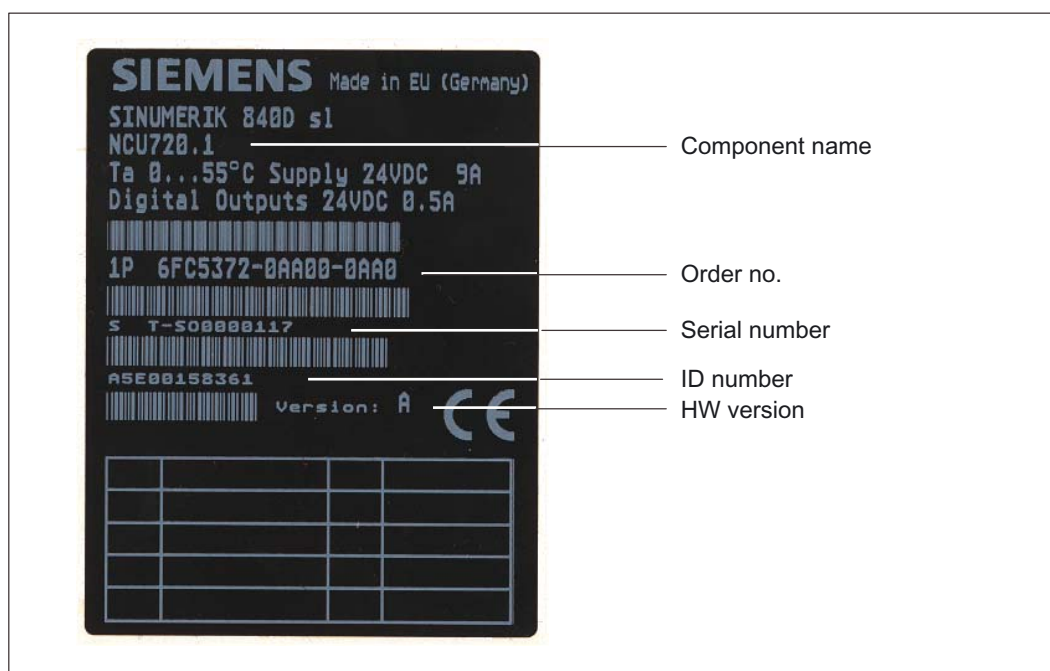 SIEMENS Made in EU (Germany)
SINUMERIK 840D sl
NCU720.1
Component name
Ta 0...55°C Supply 24VDC 9A
Digital Outputs 24VDC 0.5A
1P 6FC5372-0AA00-0AA0
Order no.
S T-SO0000117
Serial number
A5E00158361
ID number
Version: A
HW version
CE